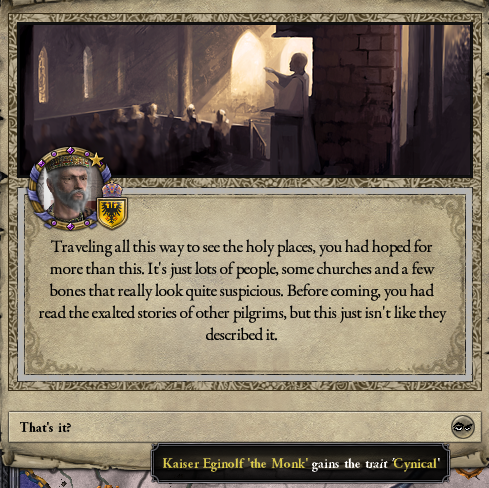 Traveling all this way to see the holy places, you had hoped for
more than this. It's just lots of people, some churches and a few
bones that really look quite suspicious. Before coming, you had
read the exalted stories of other pilgrims, but this just isn't like they
described it.
That's it?
Kaiser Eginolf 'the Monk' gains the trait 'Cynical'